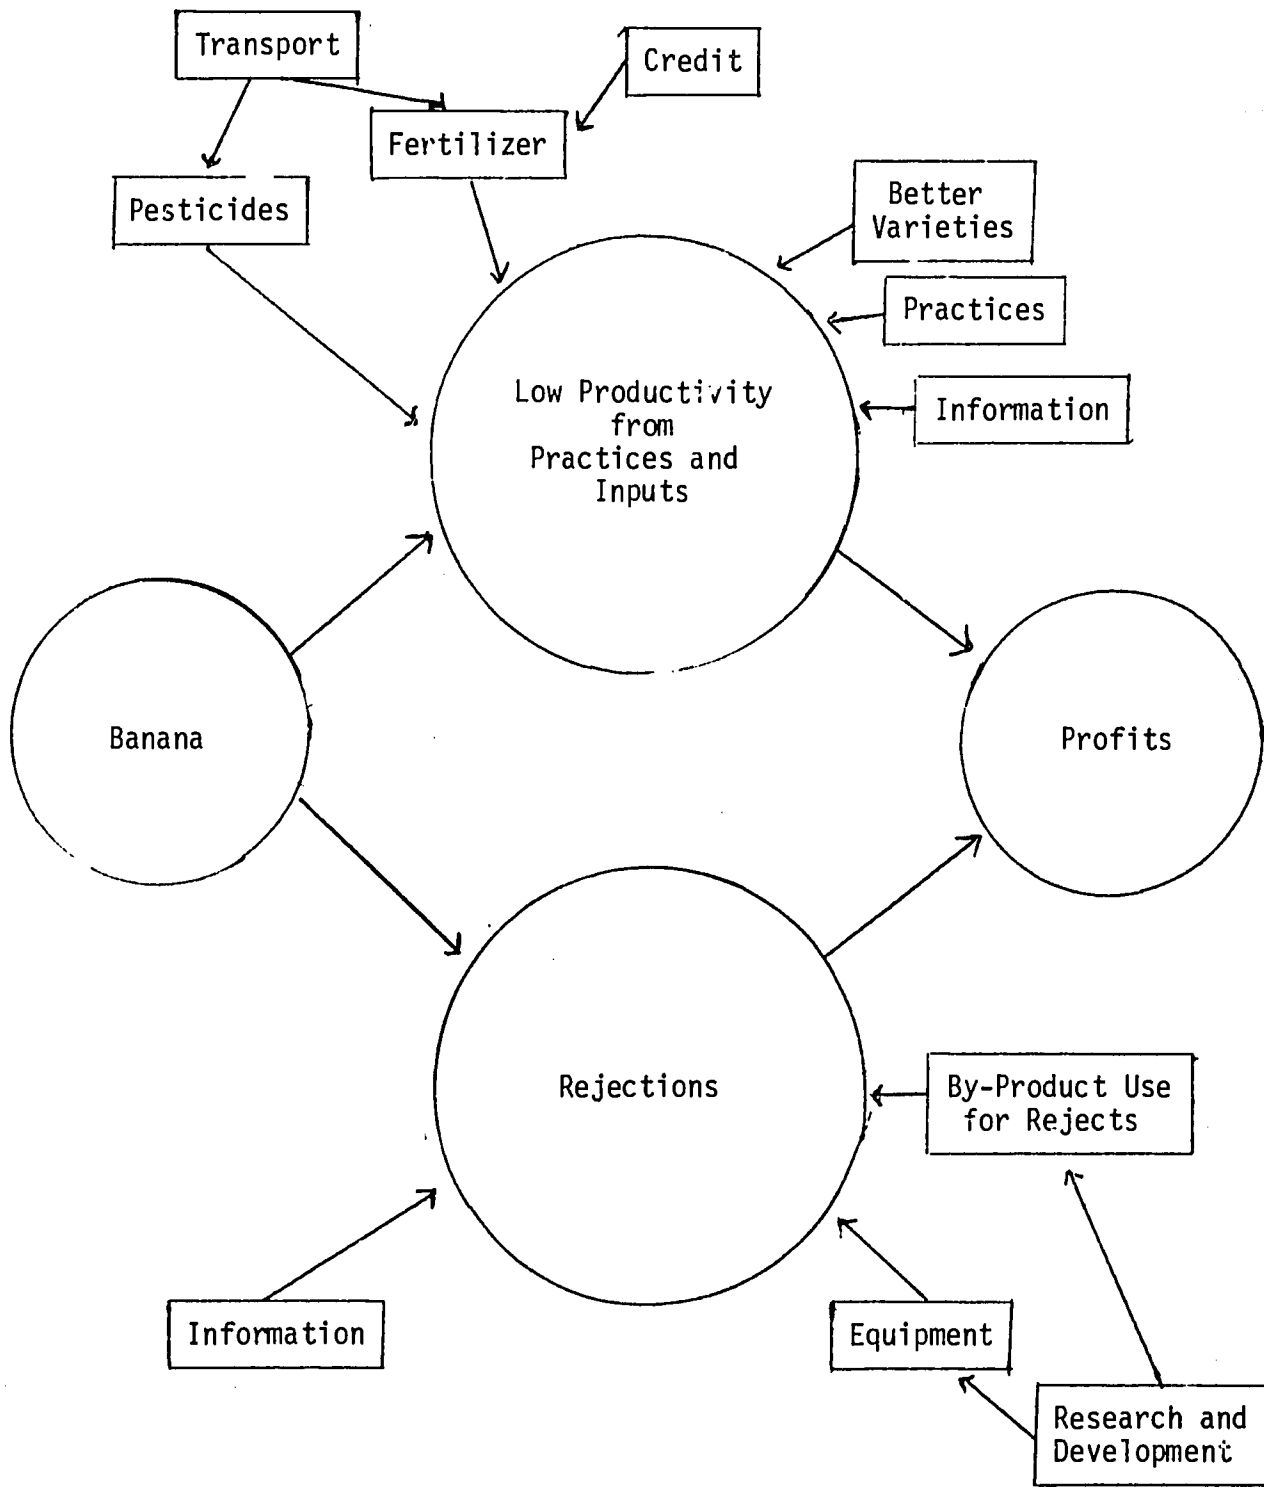 Transport
Credit
Fertilizer
Pesticides
Better
Varieties
Practices
Information
Low Productivity
from
Practices and
Inputs
Banana
Profits
Rejections
By-Product Use
for Rejects
Information
Equipment
Research and
Development